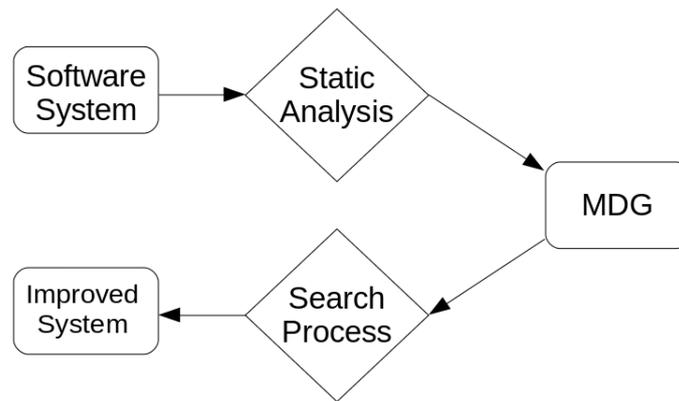 Software
System
Static
Analysis
MDG
Search
Process
Improved
System